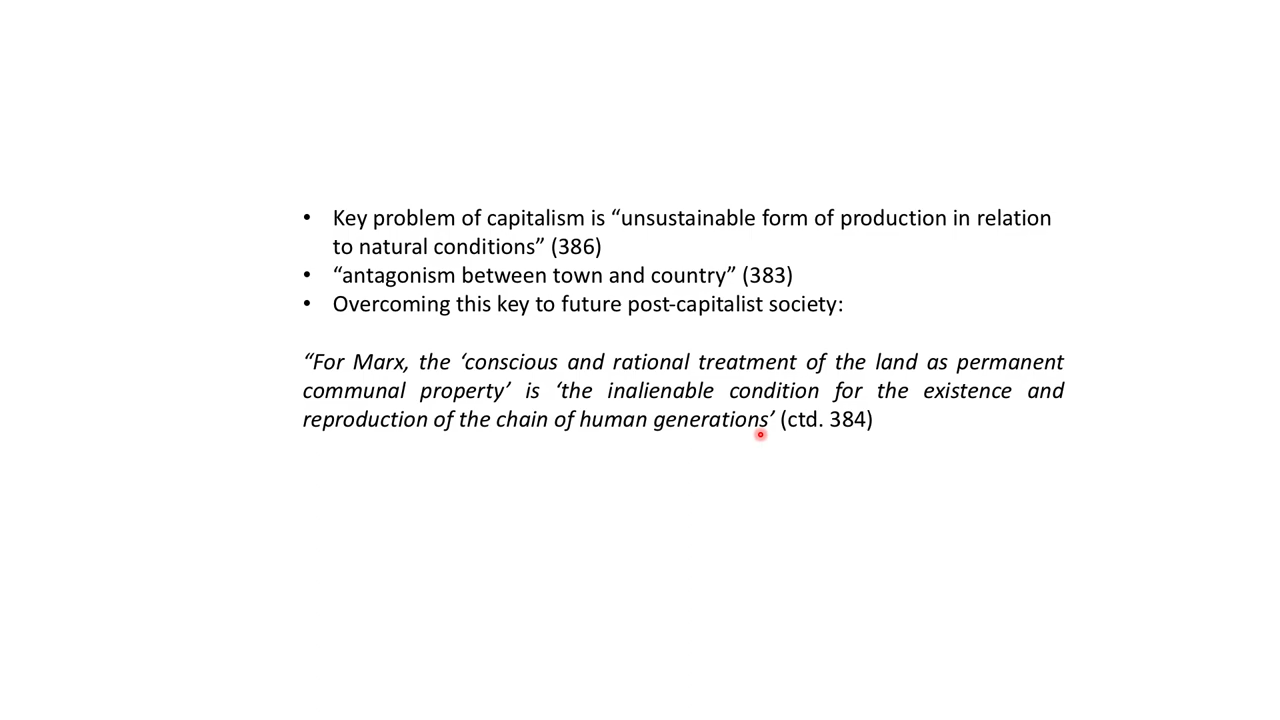 • Key problem of capitalism is “unsustainable form of production in relation
to natural conditions” (386)
• “antagonism between town and country” (383)
• Overcoming this key to future post-capitalist society:
“For Marx, the ‘conscious and rational treatment of the land as permanent
communal property’ is ‘the inalienable condition for the existence and
reproduction of the chain of human generations’ (ctd. 384)